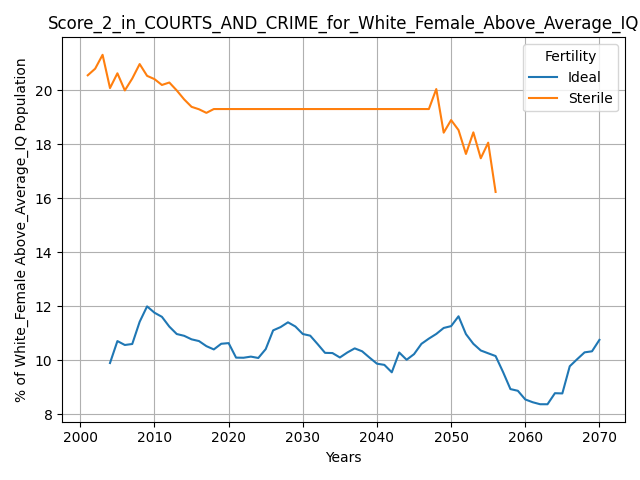 Score_2_in_COURTS_AND_CRIME_for_White_Female_Above_Average_IQ
% of White_Female Above_Average_IQ Population
Fertility
Ideal
Sterile
20
18
16
14
12
10
8
2000 2010 2020 2030 2040 2050 2060 2070
Years